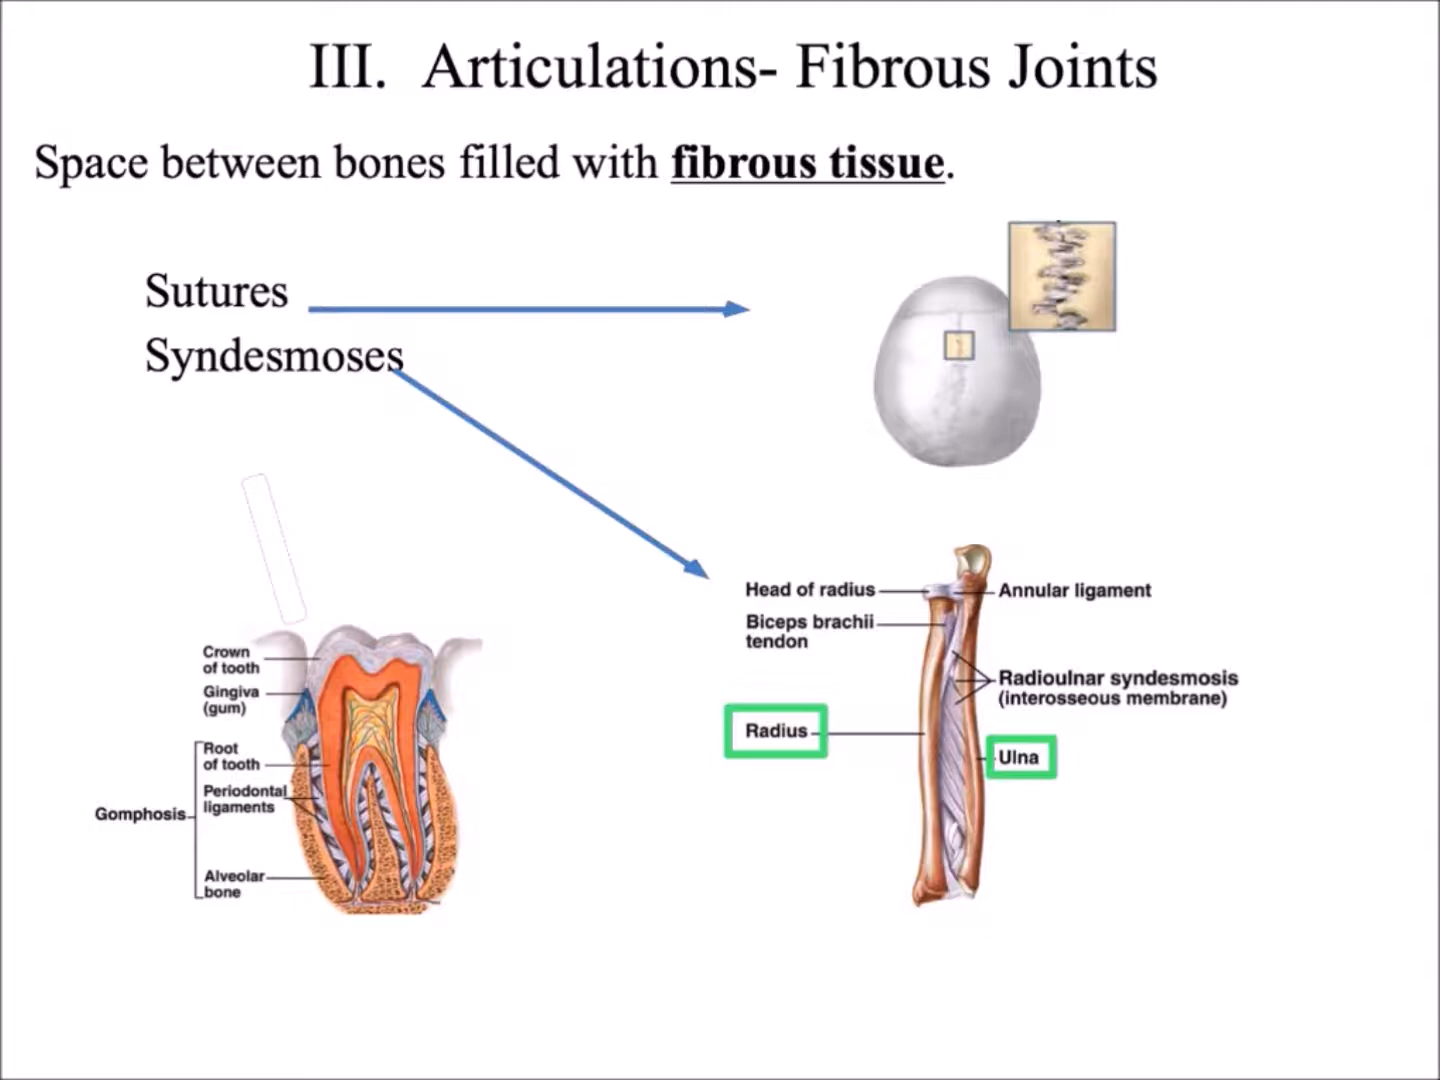 III. Articulations- Fibrous Joints
Space between bones filled with fibrous tissue.
Sutures
Syndesmoses
Crown
of tooth
Gingiva
(gum)
Root
of tooth
Periodontal
ligaments
Gomphosis
Alveolar
bone
Head of radius
Annular ligament
Biceps brachii
tendon
Radioulnar syndesmosis
(interosseous membrane)
Radius
Ulna